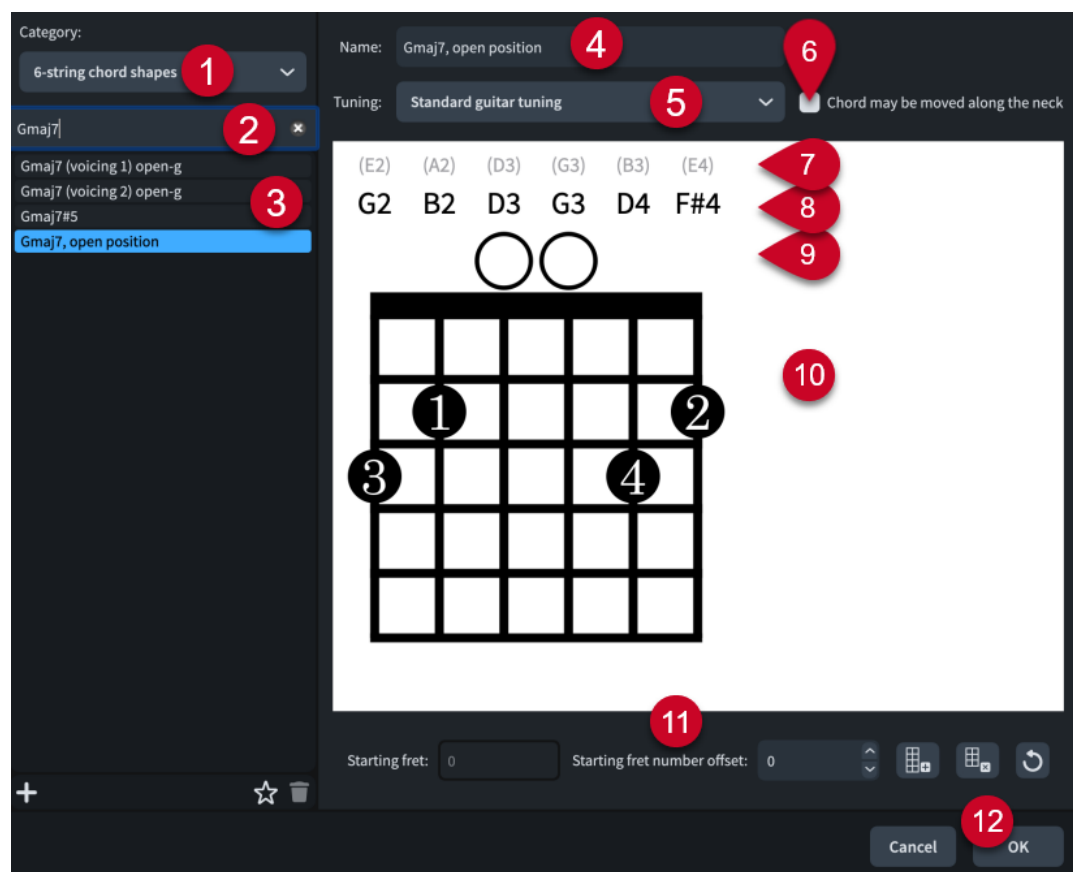 Category:
6-string chord shapes 1
Gmaj7 2
Gmaj7 (voicing 1) open-g
Gmaj7 (voicing 2) open-g
3
Gmaj7#5
Gmaj7, open position
Name: Gmaj7, open position 4
6
Tuning: Standard guitar tuning 5 Chord may be moved along the neck
(E2) (A2) (D3) (G3) (B3) (E4) 7
G2 B2 D3 G3 D4 F#4 8
9
10
1 2
3 4
11
Starting fret: 0 Starting fret number offset: 0
12
Cancel OK